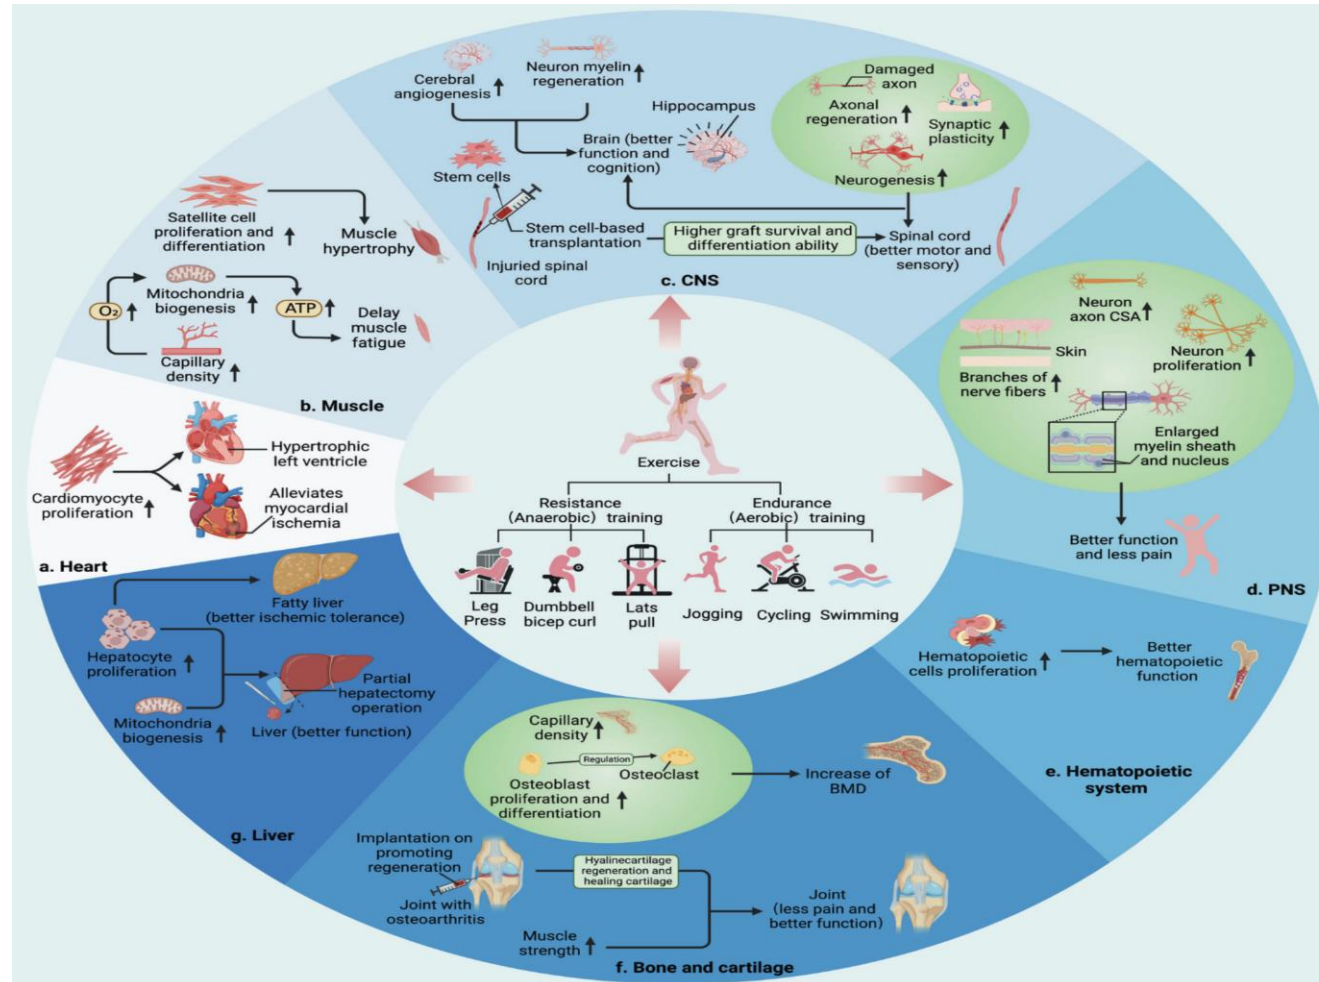 Cerebral
angiogenesis
Neuron myelin
regeneration
Hippocampus
Brain (better
function and
cognition)
Damaged
axon
Axonal
regeneration
Synaptic
plasticity
Neurogenesis
Stem cells
Stem cell-based
transplantation
Injuried spinal
cord
Higher graft survival and
differentiation ability
Spinal cord
(better motor and
sensory)
c. CNS
Satellite cell
proliferation and
differentiation
Muscle
hypertrophy
Mitochondria
biogenesis
O₂
ATP
Delay
muscle
fatigue
Capillary
density
b. Muscle
Cardiomyocyte
proliferation
Hypertrophic
left ventricle
Alleviates
myocardial
ischemia
a. Heart
Exercise
Resistance
(Anaerobic) training
Endurance
(Aerobic) training
Leg
Press
Dumbbell
bicep curl
Lats
pull
Jogging
Cycling
Swimming
Neuron
axon CSA
Skin
Branches of
nerve fibers
Neuron
proliferation
Enlarged
myelin sheath
and nucleus
Better function
and less pain
d. PNS
Hematopoietic
cells proliferation
Better
hematopoietic
function
e. Hematopoietic
system
Capillary
density
Regulation
Osteoclast
Osteoblast
proliferation and
differentiation
Increase of
BMD
Implantation on
promoting
regeneration
Joint with
osteoarthritis
Hyalinecartilage
regeneration and
healing cartilage
Muscle
strength
Joint
(less pain and
better function)
f. Bone and cartilage
Fatty liver
(better ischemic tolerance)
Hepatocyte
proliferation
Mitochondria
biogenesis
Partial
hepatectomy
operation
Liver (better function)
g. Liver